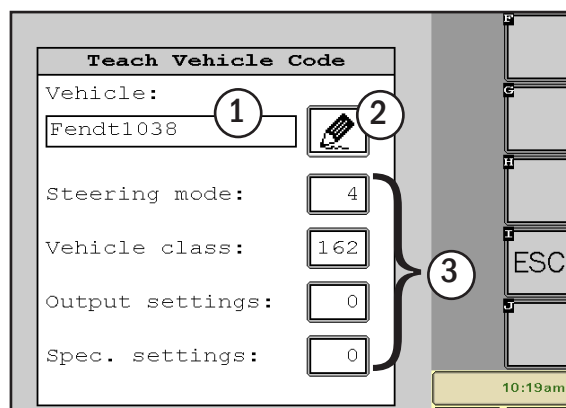 Teach Vehicle Code
Vehicle:
Fendt1038
1
2
Steering mode: 4
Vehicle class: 162
Output settings: 0
Spec. settings: 0
3
F
G
H
I
ESC
J
10:19am